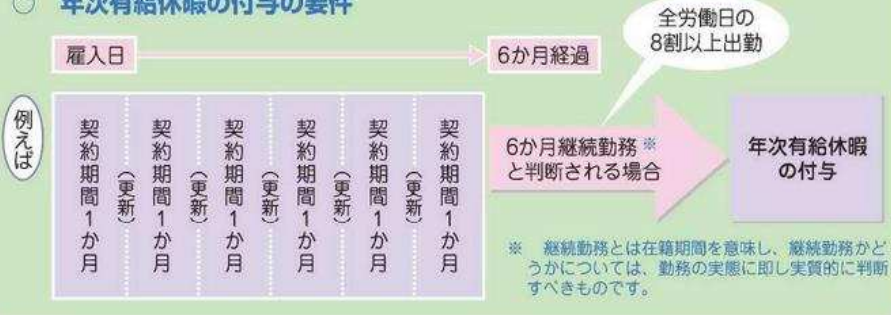 ○ 年次有給休暇の付与の要件
雇入日
6か月経過
全労働日の
8割以上出勤
例えば
契約期間1か月
（更新）
契約期間1か月
（更新）
契約期間1か月
（更新）
契約期間1か月
（更新）
契約期間1か月
（更新）
契約期間1か月
6か月継続勤務※
と判断される場合
年次有給休暇
の付与
※ 継続勤務とは在籍期間を意味し、継続勤務かど
うかについては、勤務の実態に即し実質的に判断
すべきものです。